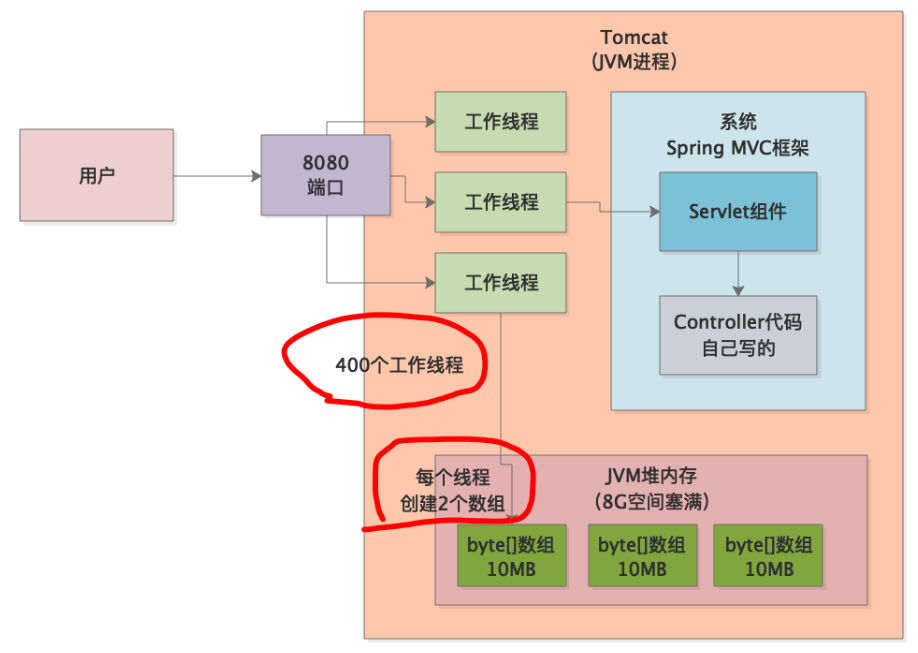 Tomcat
（JVM进程）
用户
8080
端口
工作线程
工作线程
工作线程
系统
Spring MVC框架
Servlet组件
Controller代码
自己写的
400个工作线程
每个线程
创建2个数组
JVM堆内存
（8G空间塞满）
byte[]数组
10MB
byte[]数组
10MB
byte[]数组
10MB